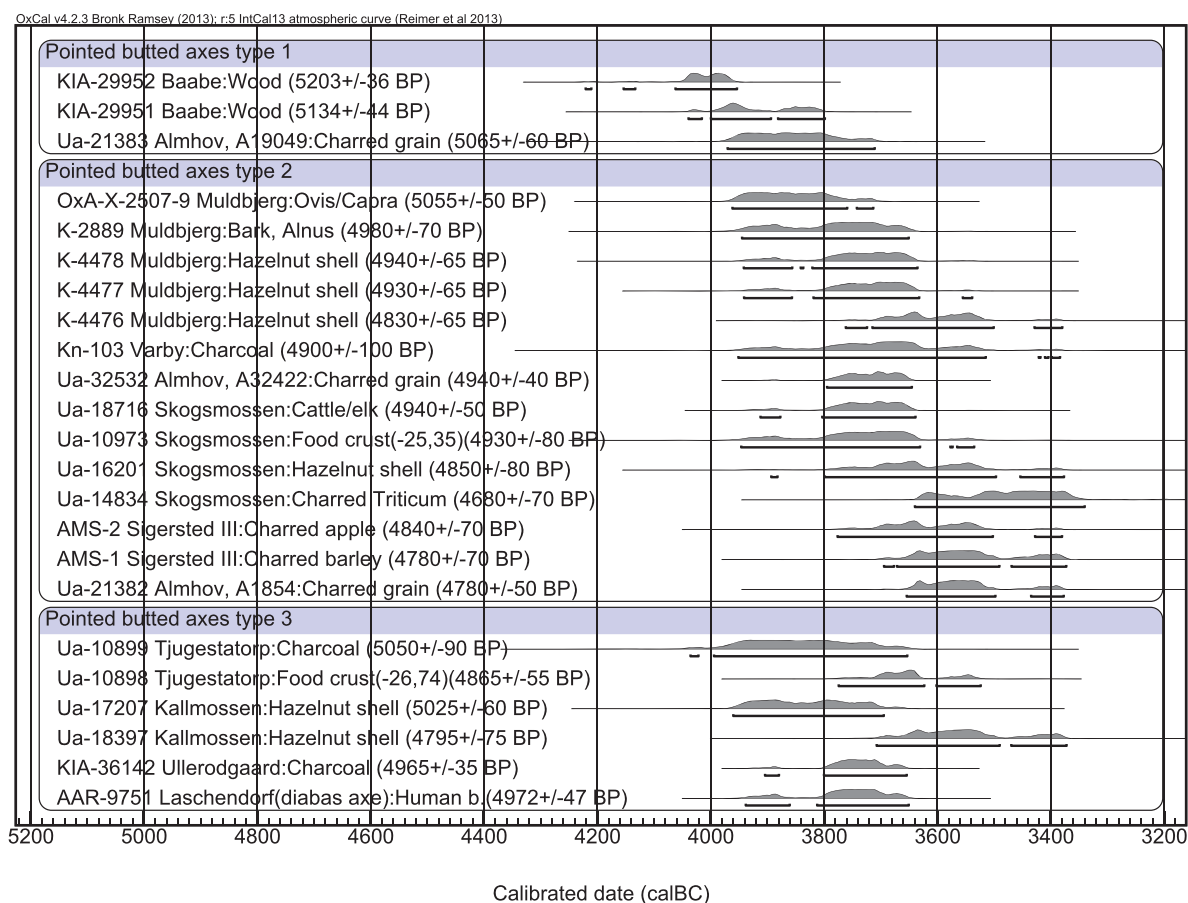 OxCal v4.2.3 Bronk Ramsey (2013); r:5 IntCal13 atmospheric curve (Reimer et al 2013)
Pointed butted axes type 1
KIA-29952 Baabe:Wood (5203+/-36 BP)
KIA-29951 Baabe:Wood (5134+/-44 BP)
Ua-21383 Almhov, A19049:Charred grain (5065+/-60 BP)
Pointed butted axes type 2
OxA-X-2507-9 Muldbjerg:Ovis/Capra (5055+/-50 BP)
K-2889 Muldbjerg:Bark, Alnus (4980+/-70 BP)
K-4478 Muldbjerg:Hazelnut shell (4940+/-65 BP)
K-4477 Muldbjerg:Hazelnut shell (4930+/-65 BP)
K-4476 Muldbjerg:Hazelnut shell (4830+/-65 BP)
Kn-103 Varby:Charcoal (4900+/-100 BP)
Ua-32532 Almhov, A32422:Charred grain (4940+/-40 BP)
Ua-18716 Skogsmossen:Cattle/elk (4940+/-50 BP)
Ua-10973 Skogsmossen:Food crust(-25,35)(4930+/-80 BP)
Ua-16201 Skogsmossen:Hazelnut shell (4850+/-80 BP)
Ua-14834 Skogsmossen:Charred Triticum (4680+/-70 BP)
AMS-2 Sigersted III:Charred apple (4840+/-70 BP)
AMS-1 Sigersted III:Charred barley (4780+/-70 BP)
Ua-21382 Almhov, A1854:Charred grain (4780+/-50 BP)
Pointed butted axes type 3
Ua-10899 Tjugestatorp:Charcoal (5050+/-90 BP)
Ua-10898 Tjugestatorp:Food crust(-26,74)(4865+/-55 BP)
Ua-17207 Kallmossen:Hazelnut shell (5025+/-60 BP)
Ua-18397 Kallmossen:Hazelnut shell (4795+/-75 BP)
KIA-36142 Ullerodgaard:Charcoal (4965+/-35 BP)
AAR-9751 Laschendorf(diabas axe):Human b.(4972+/-47 BP)
5200 5000 4800 4600 4400 4200 4000 3800 3600 3400 3200
Calibrated date (calBC)